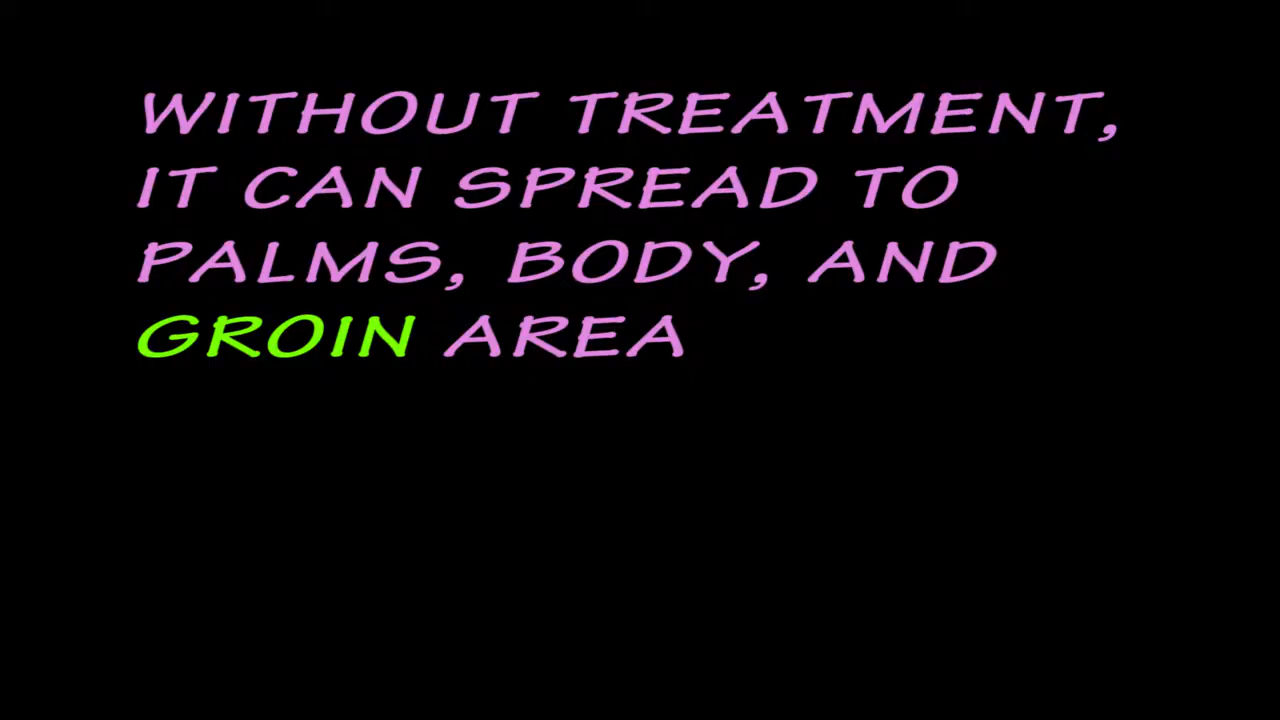 WITHOUT TREATMENT,
IT CAN SPREAD TO
PALMS, BODY, AND
GROIN AREA